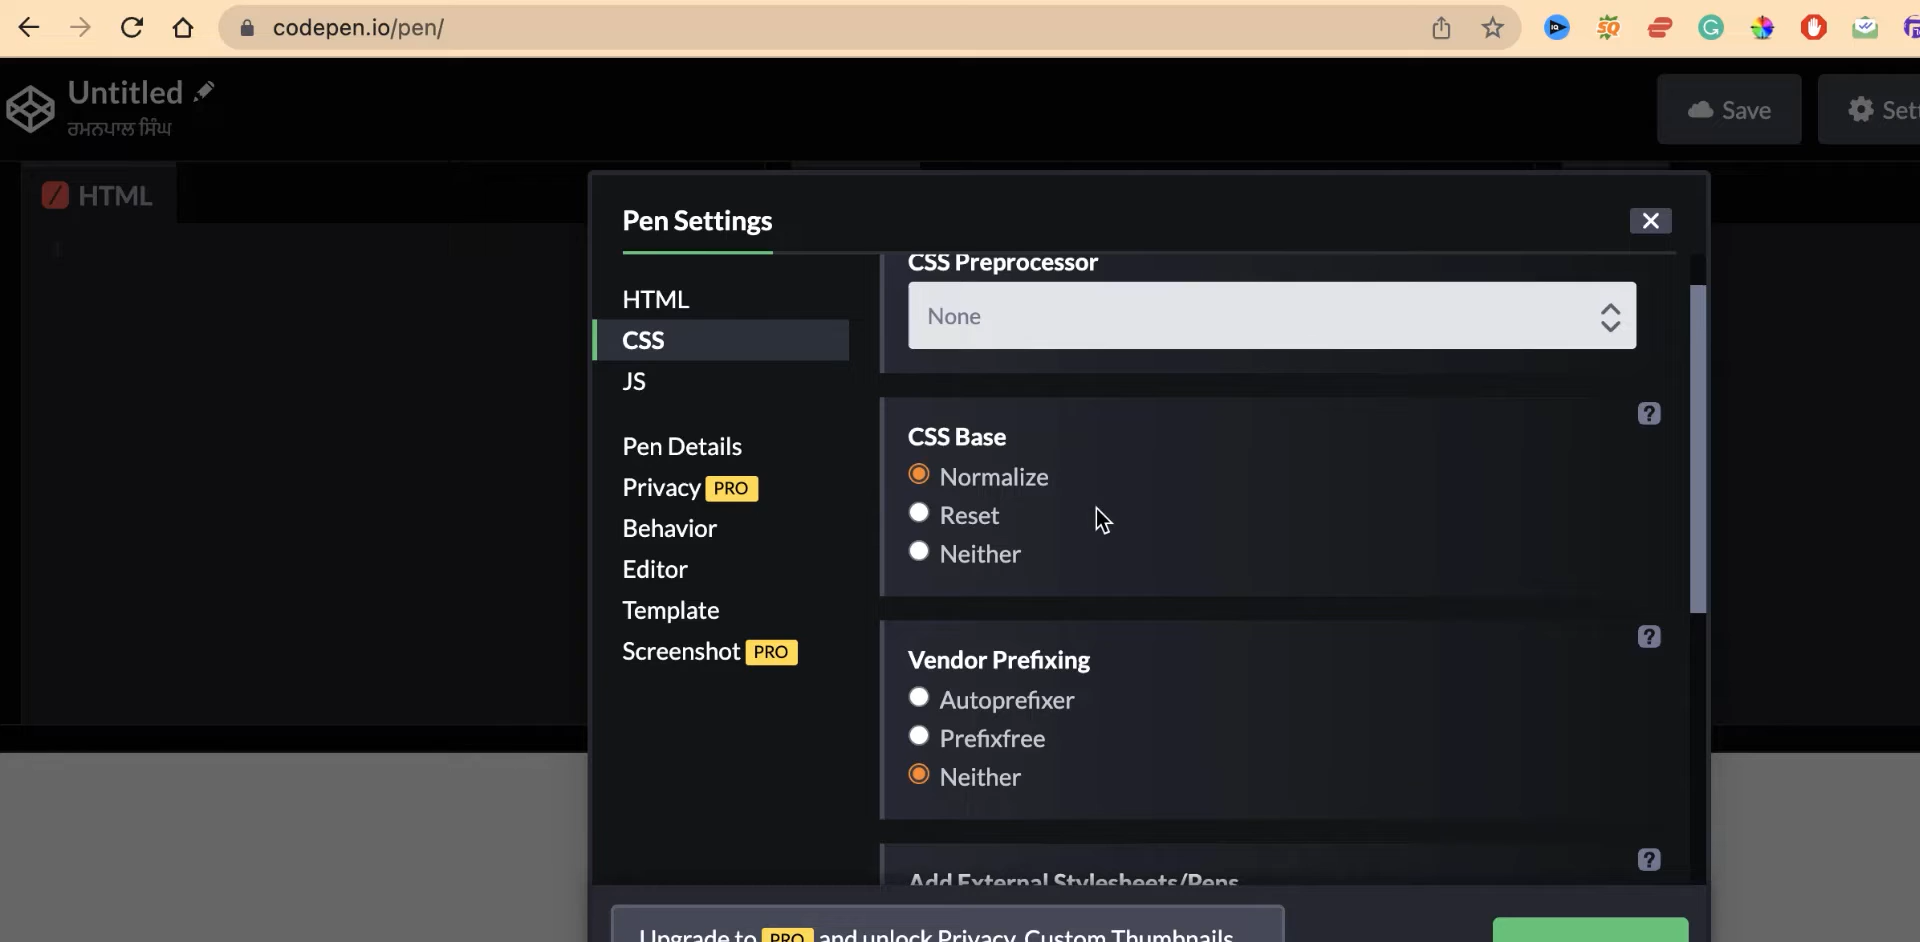 codepen.io/pen/
Untitled
ਰਮਨਪਾਲ ਸਿੰਘ
Save
Sett
HTML
Pen Settings
CSS Preprocessor
None
HTML
CSS
JS
Pen Details
Privacy PRO
Behavior
Editor
Template
Screenshot PRO
CSS Base
Normalize
Reset
Neither
Vendor Prefixing
Autoprefixer
Prefixfree
Neither
Add External Stylesheets/Pens
Upgrade to PRO and unlock Privacy, Custom Thumbnails,